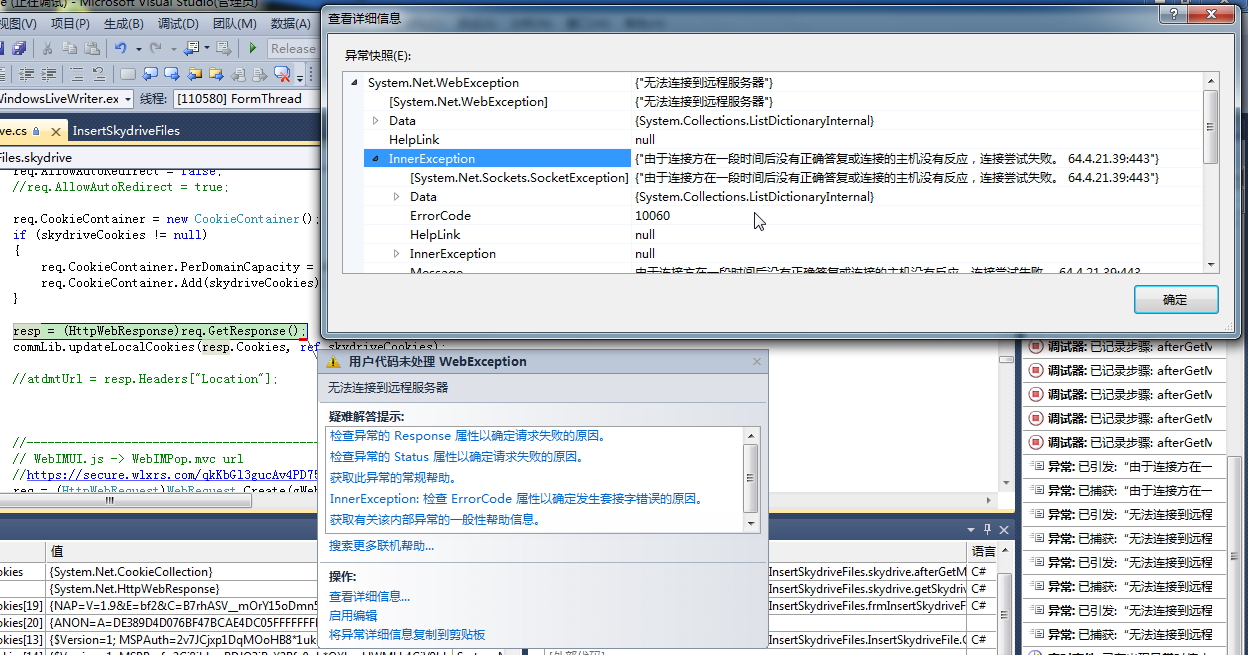 (正在调试) - Microsoft Visual Studio(管理员)
视图(V) 项目(P) 生成(B) 调试(D) 团队(M) 数据(A)
Release
WindowsLiveWriter.ex 线程: [110580] FormThread
ve.cs InsertSkydriveFiles
Files.skydrive
req.AllowAutoRedirect = false;
//req.AllowAutoRedirect = true;
req.CookieContainer = new CookieContainer();
if (skydriveCookies != null)
{
req.CookieContainer.PerDomainCapacity =
req.CookieContainer.Add(skydriveCookies)
}
resp = (HttpWebResponse)req.GetResponse();
commLib.updateLocalCookies(resp.Cookies, ref skydriveCookies);
//atdmtUrl = resp.Headers["Location"];
//----------------------------------------
// WebIMUI.js -> WebIMPop.mvc url
//https://secure.wlxrs.com/qkKbGl3gucAv4PD75
req = (HttpWebRequest)WebRequest.Create(gWeb
查看详细信息
异常快照(E):
System.Net.WebException {"无法连接到远程服务器"}
[System.Net.WebException] {"无法连接到远程服务器"}
Data {System.Collections.ListDictionaryInternal}
HelpLink null
InnerException {"由于连接方在一段时间后没有正确答复或连接的主机没有反应，连接尝试失败。 64.4.21.39:443"}
[System.Net.Sockets.SocketException] {"由于连接方在一段时间后没有正确答复或连接的主机没有反应，连接尝试失败。 64.4.21.39:443"}
Data {System.Collections.ListDictionaryInternal}
ErrorCode 10060
HelpLink null
InnerException null
Message 由于连接方在一段时间后没有正确答复或连接的主机没有反应，连接尝试失败。 64.4.21.39:443
确定
用户代码未处理 WebException
无法连接到远程服务器
疑难解答提示:
检查异常的 Response 属性以确定请求失败的原因。
检查异常的 Status 属性以确定请求失败的原因。
获取此异常的常规帮助。
InnerException: 检查 ErrorCode 属性以确定发生套接字错误的原因。
获取有关该内部异常的一般性帮助信息。
搜索更多联机帮助...
操作:
查看详细信息...
启用编辑
将异常详细信息复制到剪贴板
调试器: 已记录步骤: afterGetM
调试器: 已记录步骤: afterGetM
调试器: 已记录步骤: afterGetM
调试器: 已记录步骤: afterGetM
调试器: 已记录步骤: afterGetM
异常: 已引发: “由于连接方在一
异常: 已捕获: “由于连接方在一
异常: 已引发: “无法连接到远程
异常: 已捕获: “无法连接到远程
异常: 已引发: “无法连接到远程
异常: 已捕获: “无法连接到远程
异常: 已引发: “无法连接到远程
异常: 已捕获: “无法连接到远程
值
okies {System.Net.CookieCollection}
{System.Net.HttpWebResponse}
okies[19] {NAP=V=1.9&E=bf2&C=B7rhASV__mOrY15oDmn5
okies[20] {ANON=A=DE389D4D076BF47BCAE4DC05FFFFFFFF
okies[13] {$Version=1; MSPAuth=2v7JCjxp1DqMOoHB8*1uk
语言
InsertSkydriveFiles.skydrive.afterGetM C#
InsertSkydriveFiles.skydrive.getSkydriv C#
InsertSkydriveFiles.frmInsertSkydriveF C#
InsertSkydriveFiles.InsertSkydriveFile.C C#
[外部代码]